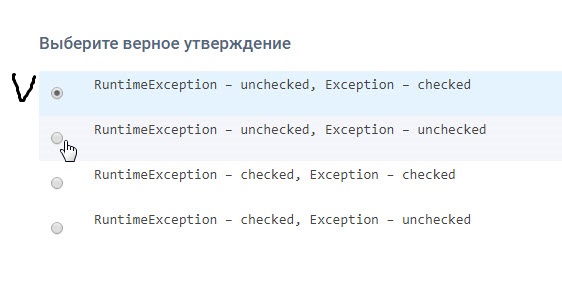 Выберите верное утверждение
RuntimeException – unchecked, Exception – checked
RuntimeException – unchecked, Exception – unchecked
RuntimeException – checked, Exception – checked
RuntimeException – checked, Exception – unchecked